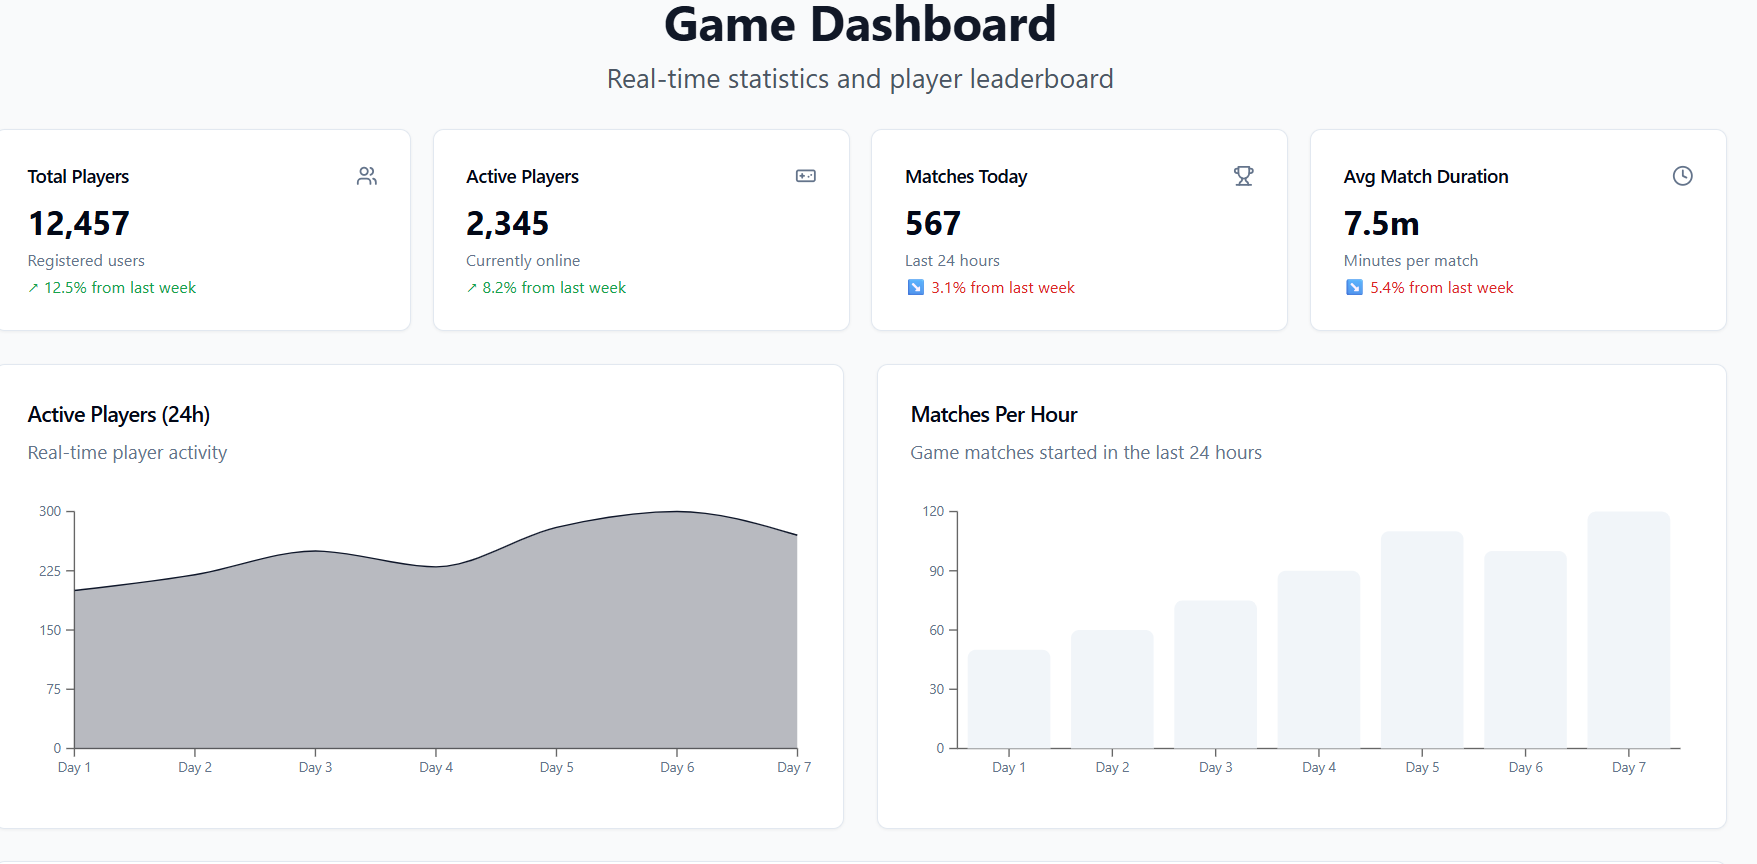 Game Dashboard
Real-time statistics and player leaderboard
Total Players
12,457
Registered users
↗ 12.5% from last week
Active Players
2,345
Currently online
↗ 8.2% from last week
Matches Today
567
Last 24 hours
↘ 3.1% from last week
Avg Match Duration
7.5m
Minutes per match
↘ 5.4% from last week
Active Players (24h)
Real-time player activity
300
225
150
75
0
Day 1 Day 2 Day 3 Day 4 Day 5 Day 6 Day 7
Matches Per Hour
Game matches started in the last 24 hours
120
90
60
30
0
Day 1 Day 2 Day 3 Day 4 Day 5 Day 6 Day 7